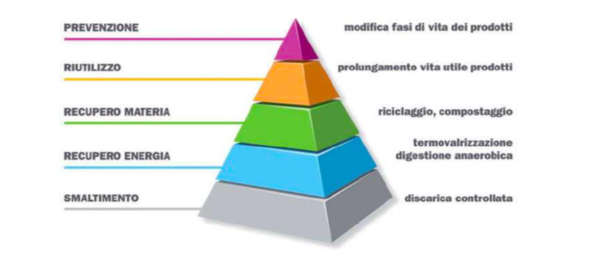 PREVENZIONE
modifica fasi di vita dei prodotti
RIUTILIZZO
prolungamento vita utile prodotti
RECUPERO MATERIA
riciclaggio, compostaggio
RECUPERO ENERGIA
termovalrizzazione
digestione anaerobica
SMALTIMENTO
discarica controllata